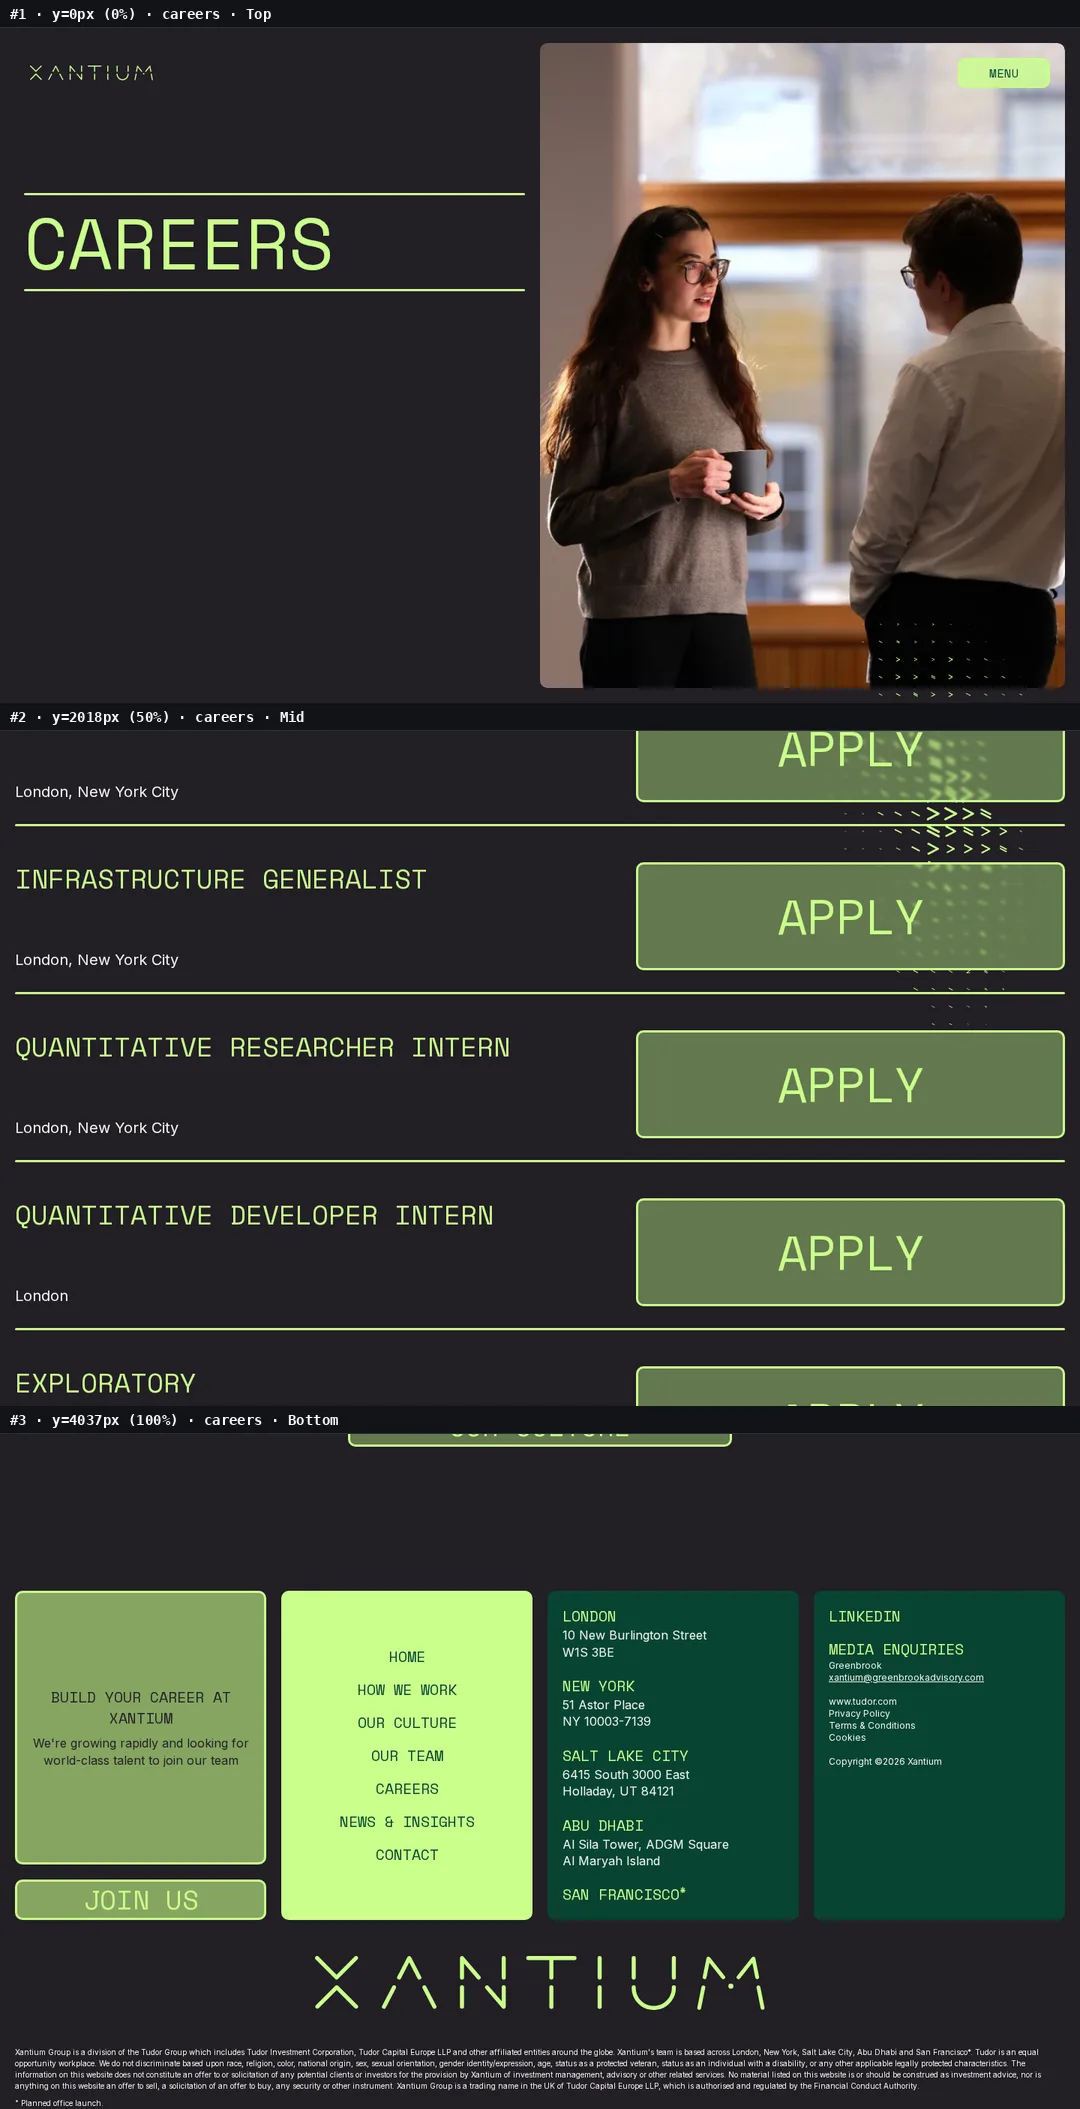 #1 · y=0px (0%) · careers · Top
XANTIUM
MENU
CAREERS
#2 · y=2018px (50%) · careers · Mid
APPLY
London, New York City
INFRASTRUCTURE GENERALIST
APPLY
London, New York City
QUANTITATIVE RESEARCHER INTERN
APPLY
London, New York City
QUANTITATIVE DEVELOPER INTERN
APPLY
London
EXPLORATORY
APPLY
#3 · y=4037px (100%) · careers · Bottom
OUR CULTURE
BUILD YOUR CAREER AT
XANTIUM
We're growing rapidly and looking for
world-class talent to join our team
JOIN US
HOME
HOW WE WORK
OUR CULTURE
OUR TEAM
CAREERS
NEWS & INSIGHTS
CONTACT
LONDON
10 New Burlington Street
W1S 3BE
NEW YORK
51 Astor Place
NY 10003-7139
SALT LAKE CITY
6415 South 3000 East
Holladay, UT 84121
ABU DHABI
Al Sila Tower, ADGM Square
Al Maryah Island
SAN FRANCISCO*
LINKEDIN
MEDIA ENQUIRIES
Greenbrook
xantium@greenbrookadvisory.com
www.tudor.com
Privacy Policy
Terms & Conditions
Cookies
Copyright ©2026 Xantium
XANTIUM
Xantium Group is a division of the Tudor Group which includes Tudor Investment Corporation, Tudor Capital Europe LLP and other affiliated entities around the globe. Xantium's team is based across London, New York, Salt Lake City, Abu Dhabi and San Francisco*. Tudor is an equal
opportunity workplace. We do not discriminate based upon race, religion, color, national origin, sex, sexual orientation, gender identity/expression, age, status as a protected veteran, status as an individual with a disability, or any other applicable legally protected characteristics. The
information on this website does not constitute an offer to or solicitation of any potential clients or investors for the provision by Xantium of investment management, advisory or other related services. No material listed on this website is or should be construed as investment advice, nor is
anything on this website an offer to sell, a solicitation of an offer to buy, any security or other instrument. Xantium Group is a trading name in the UK of Tudor Capital Europe LLP, which is authorised and regulated by the Financial Conduct Authority.
* Planned office launch.